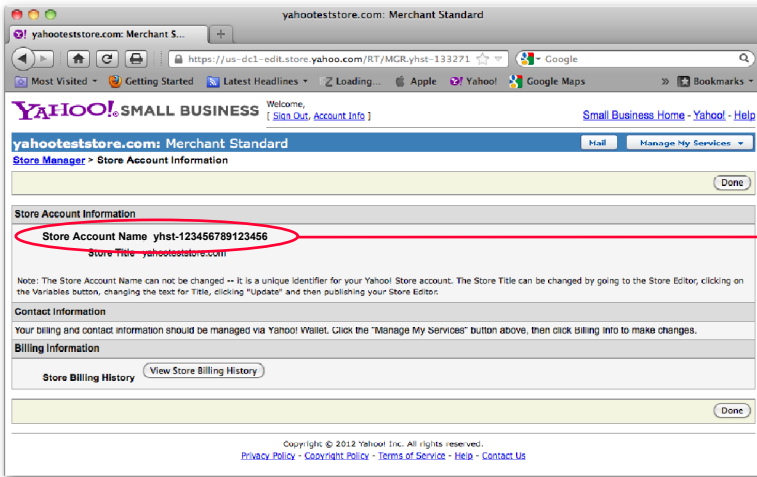 yahooteststore.com: Merchant Standard
yahooteststore.com: Merchant S...
https://us-dc1-edit.store.yahoo.com/RT/MGR.yhst-133271
Google
Most Visited Getting Started Latest Headlines Z Loading... Apple Yahoo! Google Maps » Bookmarks
YAHOO! SMALL BUSINESS
Welcome,
[ Sign Out, Account Info ]
Small Business Home - Yahoo! - Help
yahooteststore.com: Merchant Standard
Mail Manage My Services
Store Manager > Store Account Information
Done
Store Account Information
Store Account Name yhst-123456789123456
Store Title yahooteststore.com
Note: The Store Account Name can not be changed -- it is a unique identifier for your Yahoo! Store account. The Store Title can be changed by going to the Store Editor, clicking on
the Variables button, changing the text for Title, clicking "Update" and then publishing your Store Editor.
Contact Information
Your billing and contact information should be managed via Yahoo! Wallet. Click the "Manage My Services" button above, then click Billing Info to make changes.
Billing Information
Store Billing History View Store Billing History
Done
Copyright © 2012 Yahoo! Inc. All rights reserved.
Privacy Policy - Copyright Policy - Terms of Service - Help - Contact Us